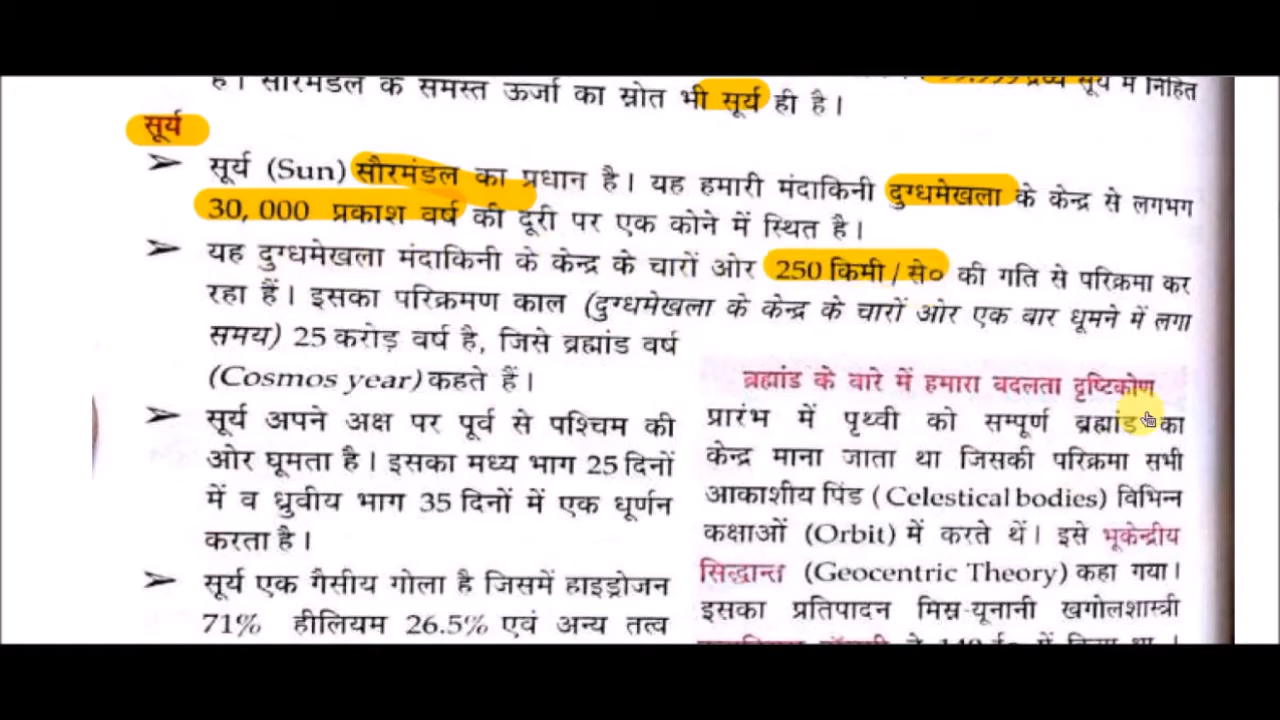 है। सौरमंडल के समस्त ऊर्जा का स्रोत भी सूर्य ही है।
सूर्य में निहित
सूर्य
➤ सूर्य (Sun) सौरमंडल का प्रधान है। यह हमारी मंदाकिनी दुग्धमेखला के केन्द्र से लगभग
30, 000 प्रकाश वर्ष की दूरी पर एक कोने में स्थित है।
➤ यह दुग्धमेखला मंदाकिनी के केन्द्र के चारों ओर 250 किमी / से० की गति से परिक्रमा कर
रहा हैं। इसका परिक्रमण काल (दुग्धमेखला के केन्द्र के चारों ओर एक बार धूमने में लगा
समय) 25 करोड़ वर्ष है, जिसे ब्रह्मांड वर्ष
(Cosmos year) कहते हैं।
➤ सूर्य अपने अक्ष पर पूर्व से पश्चिम की
ओर घूमता है। इसका मध्य भाग 25 दिनों
में व ध्रुवीय भाग 35 दिनों में एक धूर्णन
करता है।
➤ सूर्य एक गैसीय गोला है जिसमें हाइड्रोजन
71% हीलियम 26.5% एवं अन्य तत्व
ब्रह्मांड के बारे में हमारा बदलता दृष्टिकोण
प्रारंभ में पृथ्वी को सम्पूर्ण ब्रह्मांड का
केन्द्र माना जाता था जिसकी परिक्रमा सभी
आकाशीय पिंड (Celestical bodies) विभिन्न
कक्षाओं (Orbit) में करते थें। इसे भूकेन्द्रीय
सिद्धान्त (Geocentric Theory) कहा गया।
इसका प्रतिपादन मिस्र-यूनानी खगोलशास्त्री